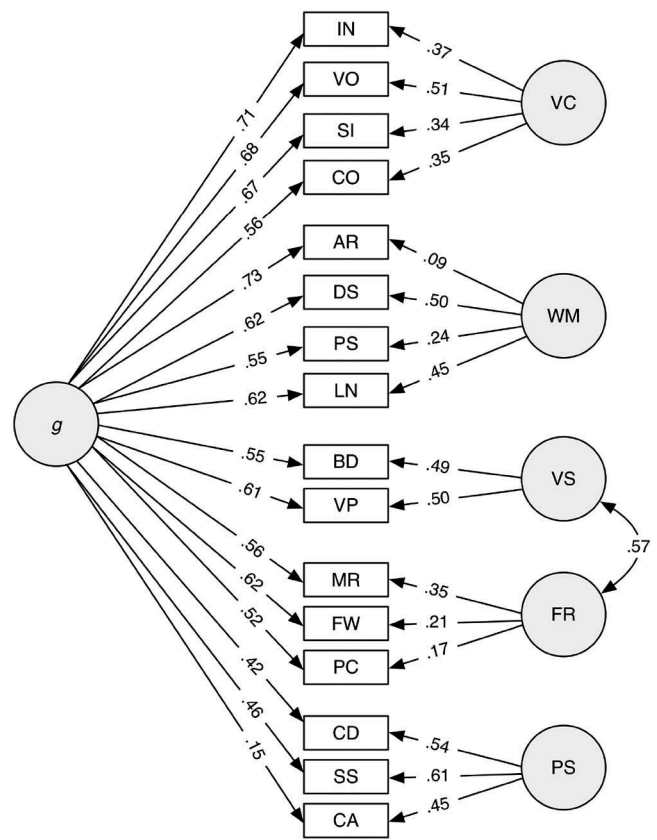 IN
VO
SI
CO
AR
DS
PS
LN
BD
VP
MR
FW
PC
CD
SS
CA
g
.71
.68
.67
.56
.73
.62
.55
.62
.55
.61
.56
.62
.52
.42
.46
.15
.37
.51
.34
.35
.09
.50
.24
.45
.49
.50
.35
.21
.17
.54
.61
.45
VC
WM
VS
.57
FR
PS